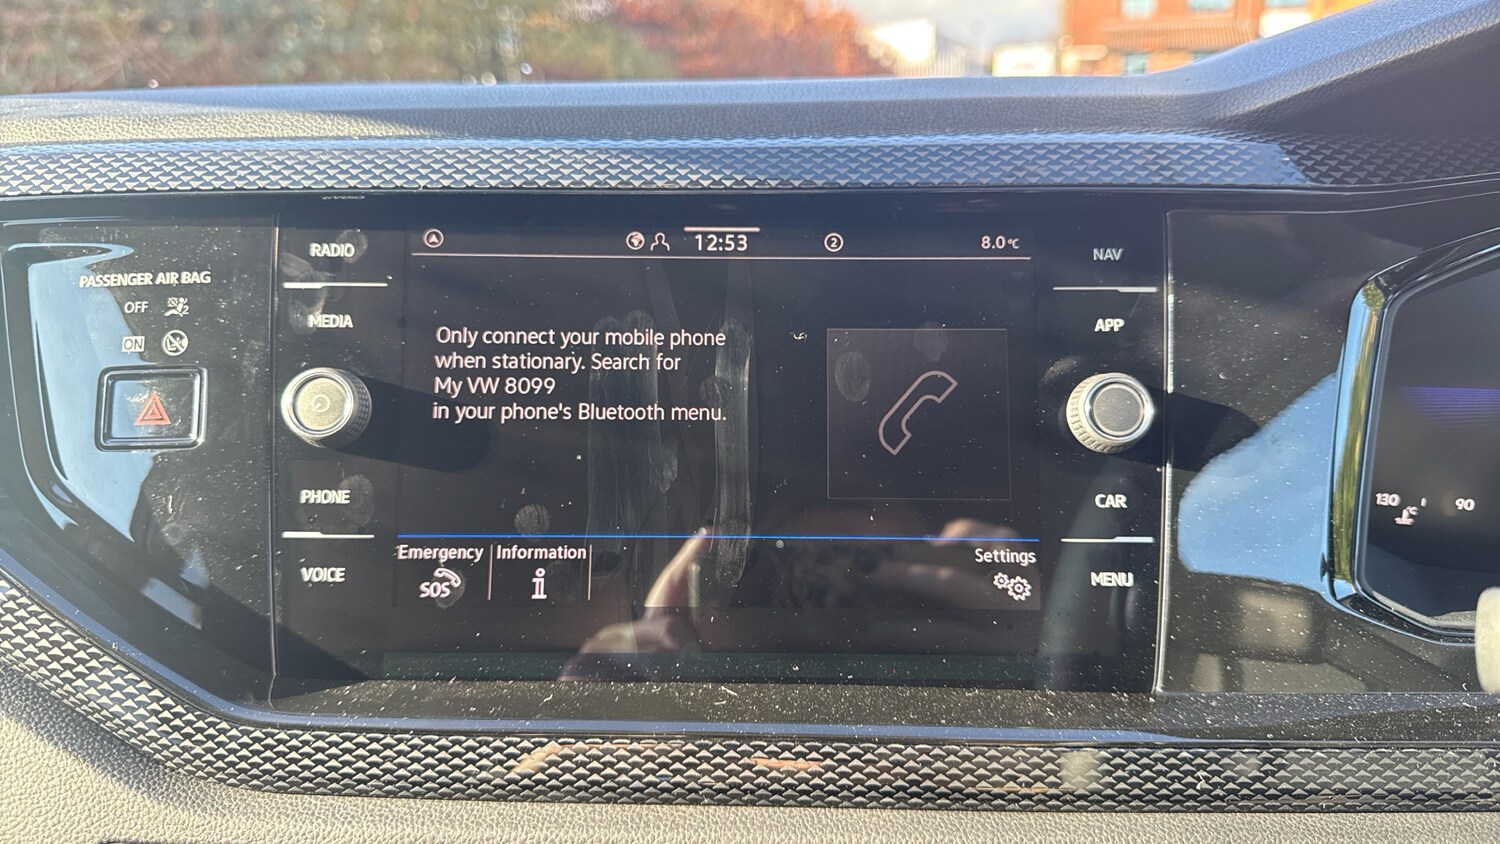 PASSENGER AIR BAG
OFF
ON
RADIO
MEDIA
PHONE
VOICE
12:53
2
8.0°C
Only connect your mobile phone
when stationary. Search for
My VW 8099
in your phone's Bluetooth menu.
Emergency
SOS
Information
i
Settings
NAV
APP
CAR
MENU
130
°C
90